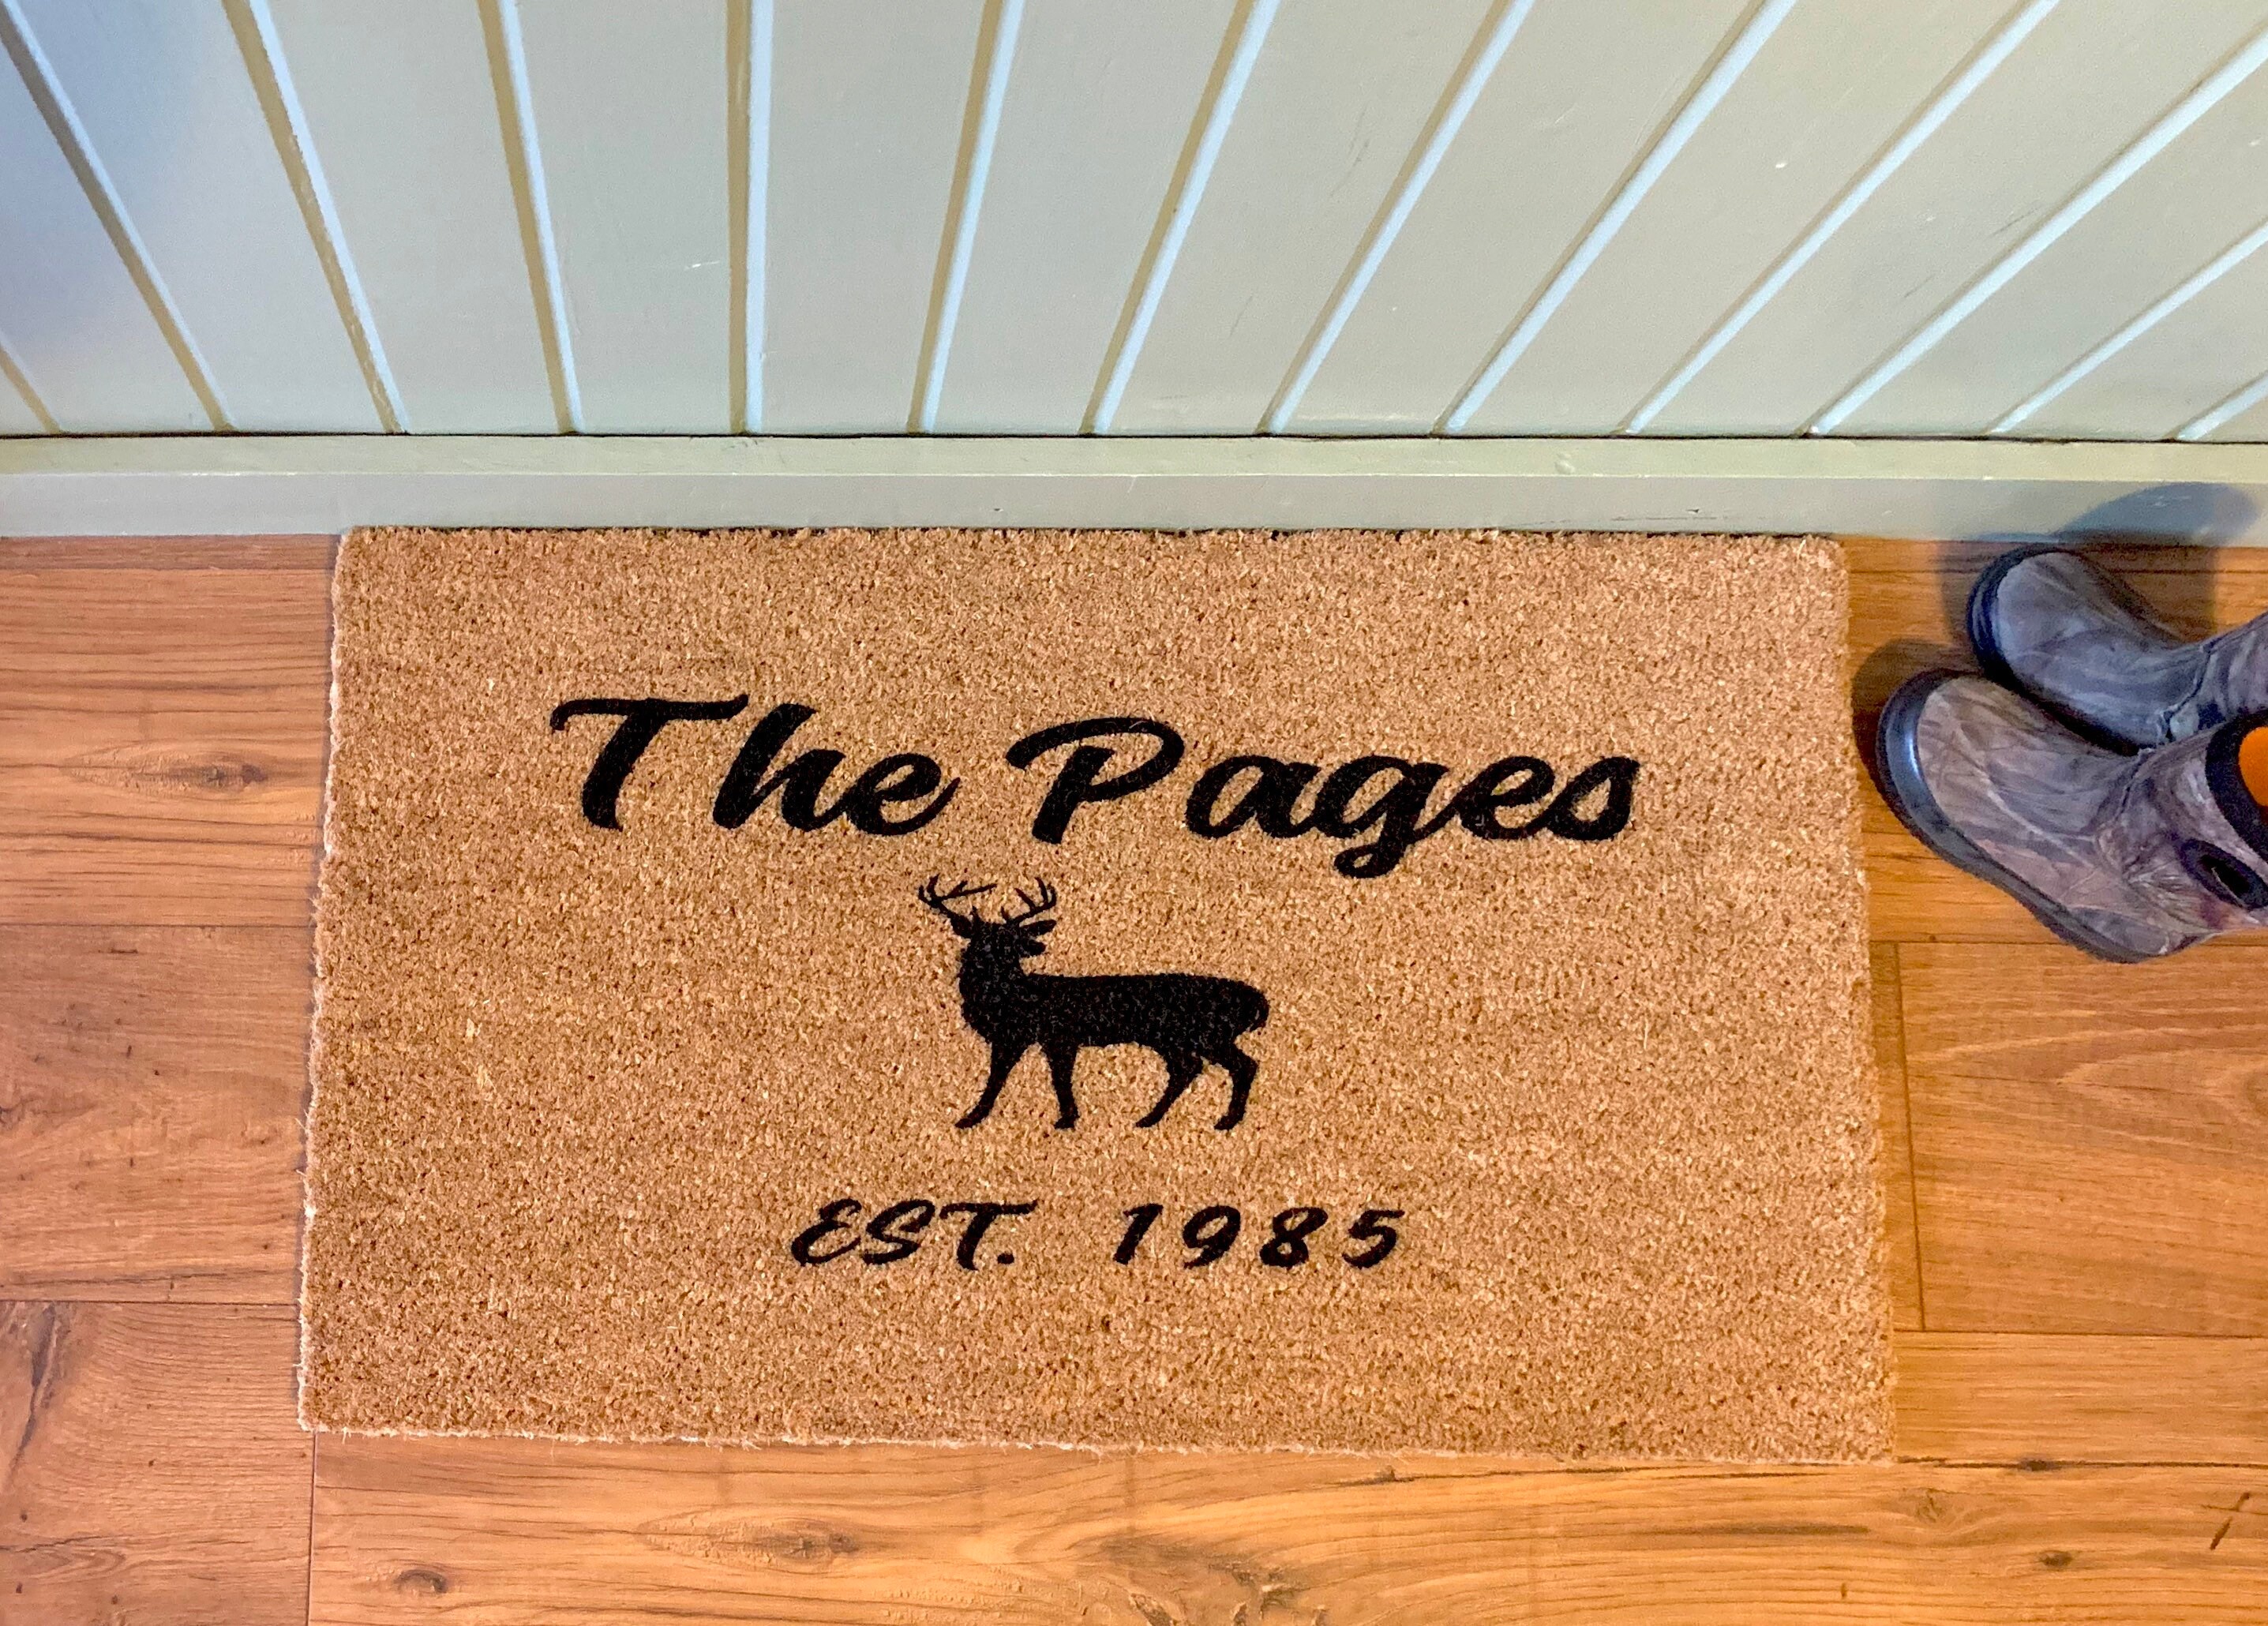 The Pages
EST. 1985